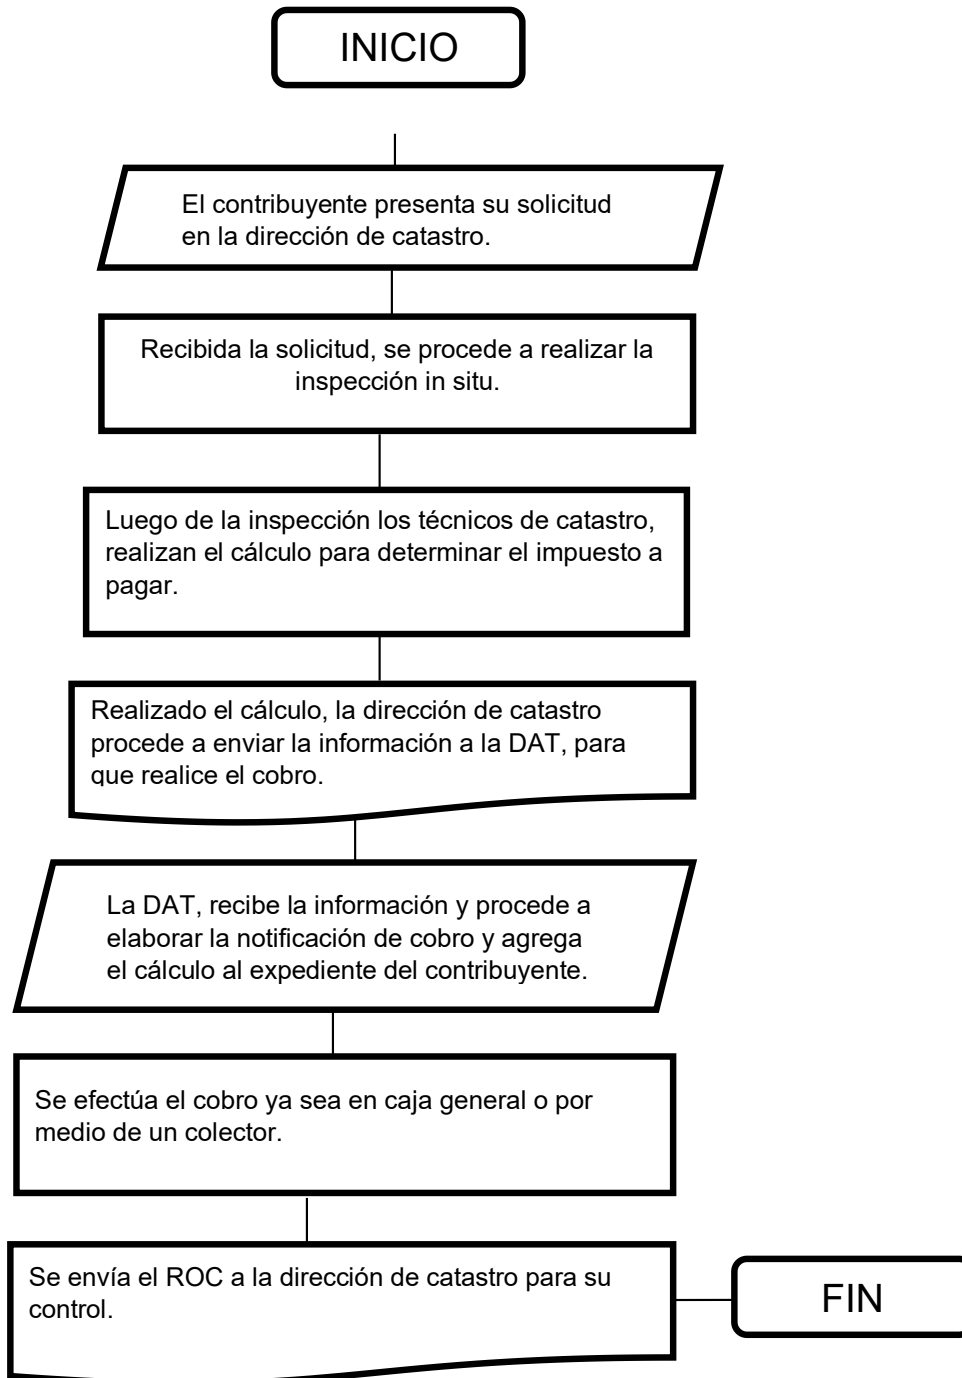 INICIO
El contribuyente presenta su solicitud
en la dirección de catastro.
Recibida la solicitud, se procede a realizar la
inspección in situ.
Luego de la inspección los técnicos de catastro,
realizan el cálculo para determinar el impuesto a
pagar.
Realizado el cálculo, la dirección de catastro
procede a enviar la información a la DAT, para
que realice el cobro.
La DAT, recibe la información y procede a
elaborar la notificación de cobro y agrega
el cálculo al expediente del contribuyente.
Se efectúa el cobro ya sea en caja general o por
medio de un colector.
Se envía el ROC a la dirección de catastro para su
control.
FIN